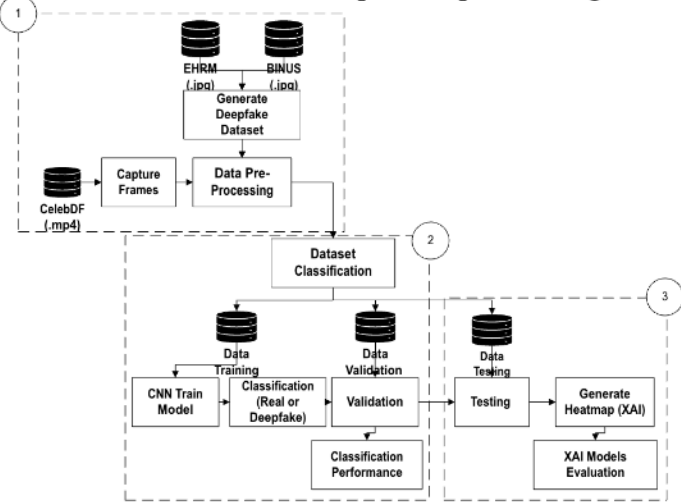 1
EHRM
(.jpg)
BINUS
(.jpg)
Generate
Deepfake
Dataset
CelebDF
(.mp4)
Capture
Frames
Data Pre-
Processing
2
Dataset
Classification
3
Data
Training
Data
Validation
Data
Testing
CNN Train
Model
Classification
(Real or
Deepfake)
Validation
Testing
Generate
Heatmap (XAI)
Classification
Performance
XAI Models
Evaluation